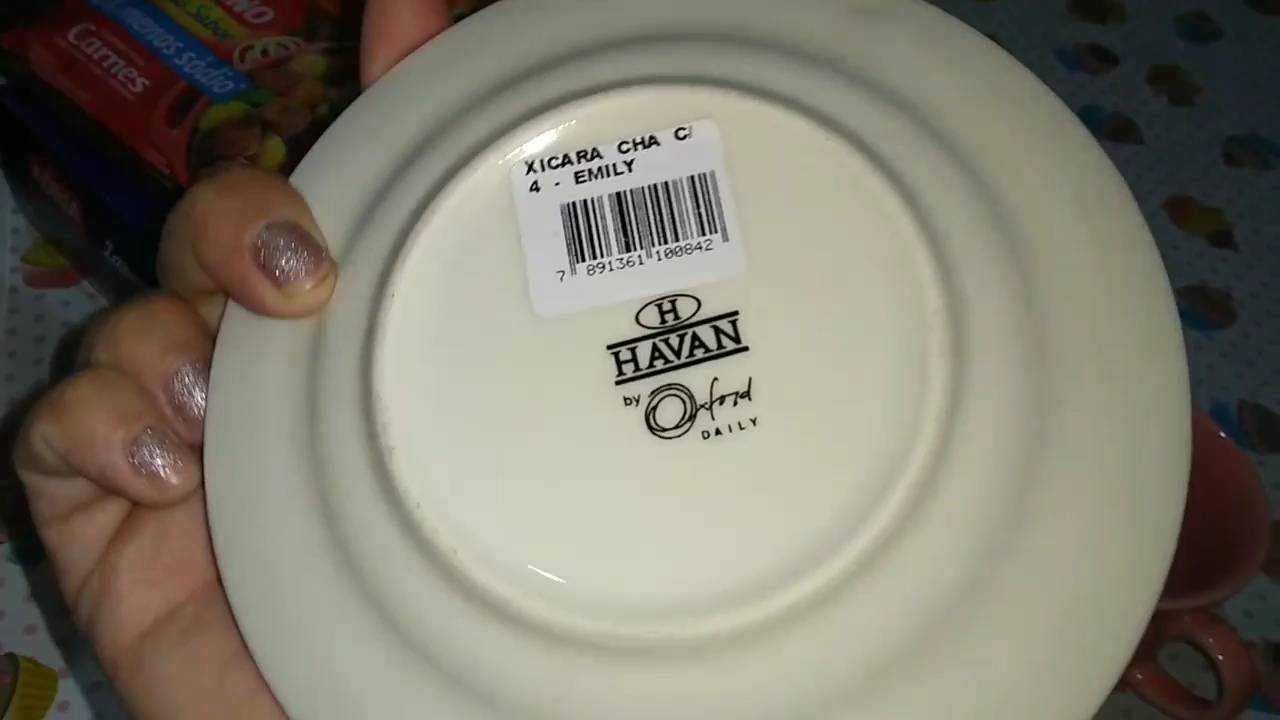 Carnes
menos sódio
XICARA CHA C/
4 - EMILY
7 891361 100842
H
HAVAN
by Oxford
DAILY